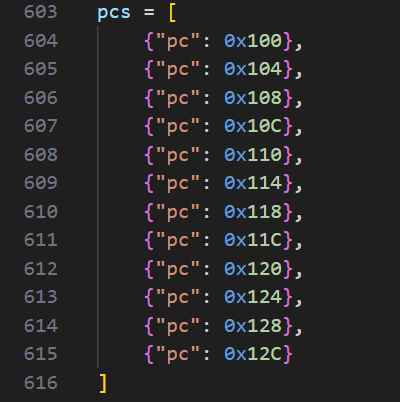 603 pcs = [
604     {"pc": 0x100},
605     {"pc": 0x104},
606     {"pc": 0x108},
607     {"pc": 0x10C},
608     {"pc": 0x110},
609     {"pc": 0x114},
610     {"pc": 0x118},
611     {"pc": 0x11C},
612     {"pc": 0x120},
613     {"pc": 0x124},
614     {"pc": 0x128},
615     {"pc": 0x12C}
616 ]